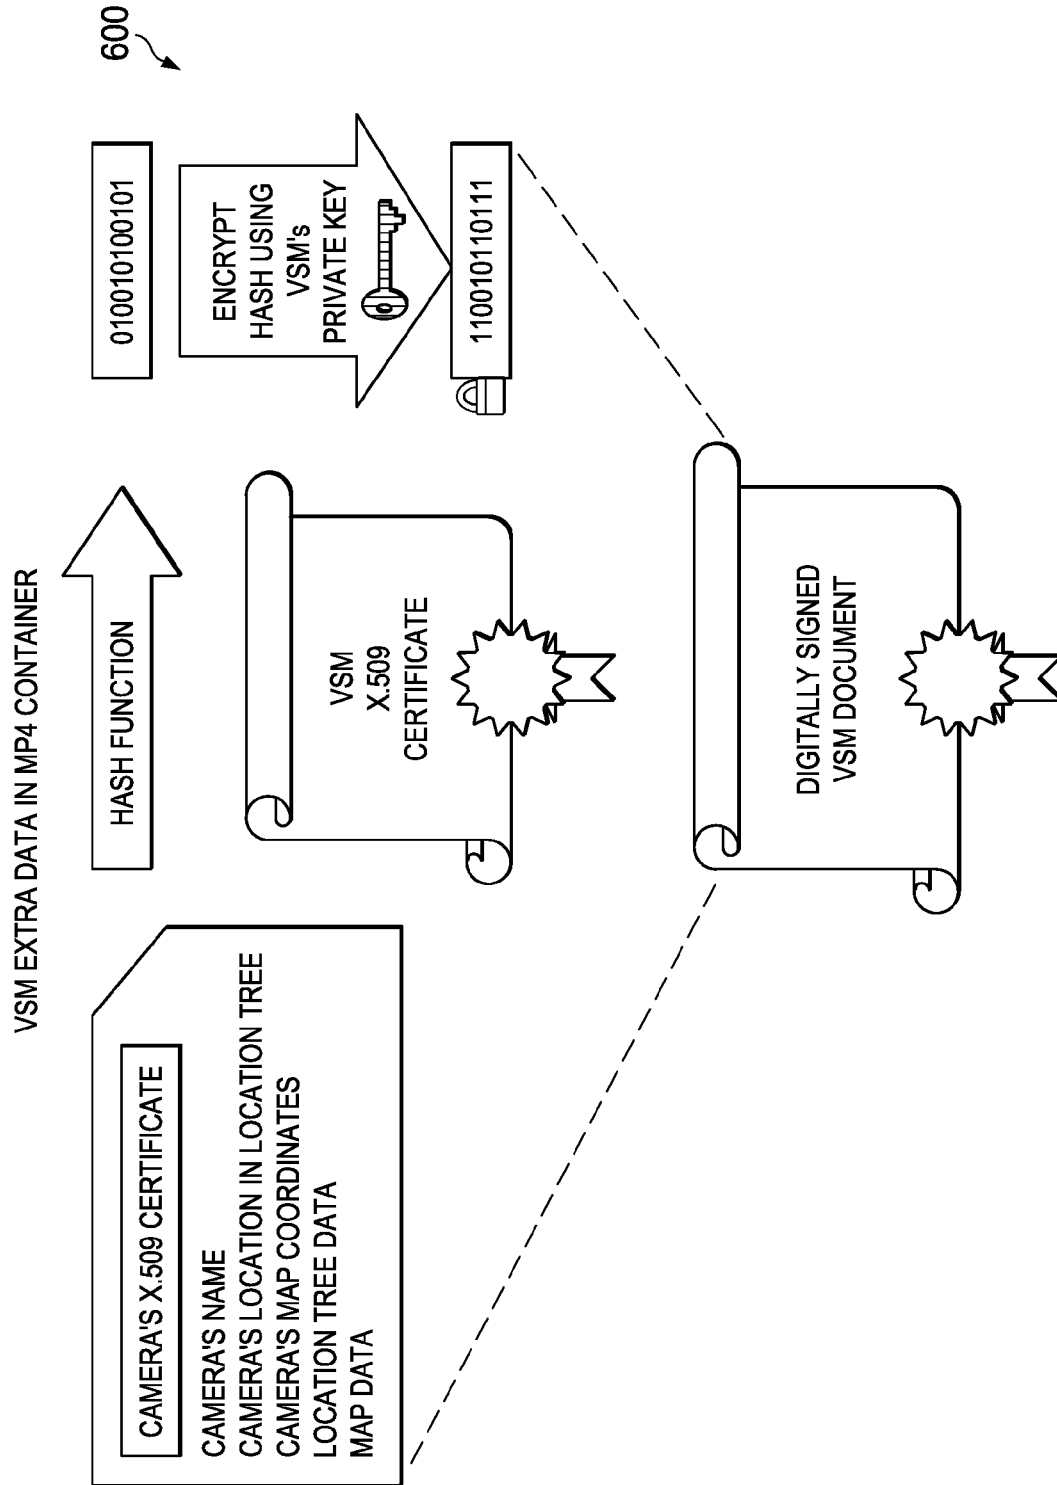 VSM EXTRA DATA IN MP4 CONTAINER
600
CAMERA'S X.509 CERTIFICATE
CAMERA'S NAME
CAMERA'S LOCATION IN LOCATION TREE
CAMERA'S MAP COORDINATES
LOCATION TREE DATA
MAP DATA
HASH FUNCTION
010010100101
ENCRYPT
HASH USING
VSM's
PRIVATE KEY
110010110111
VSM
X.509
CERTIFICATE
DIGITALLY SIGNED
VSM DOCUMENT